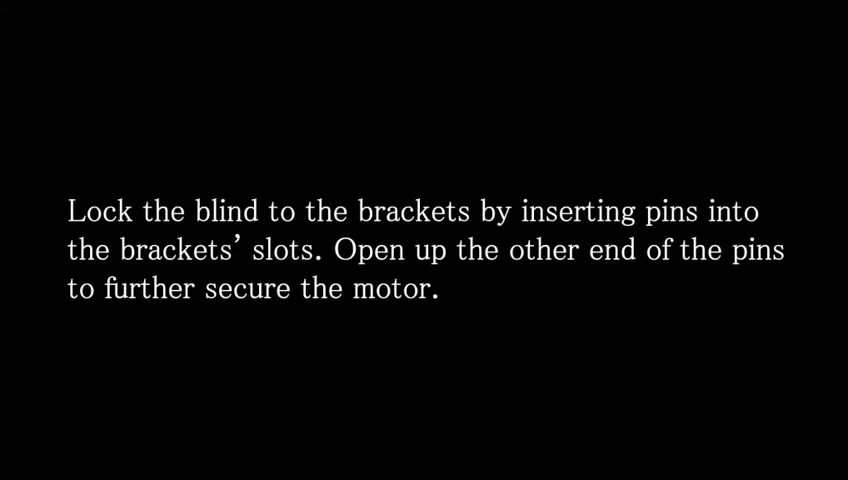 Lock the blind to the brackets by inserting pins into
the brackets’ slots. Open up the other end of the pins
to further secure the motor.